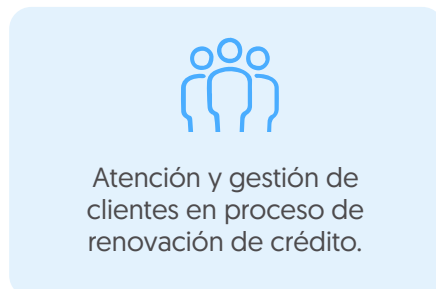 Atención y gestión de
clientes en proceso de
renovación de crédito.